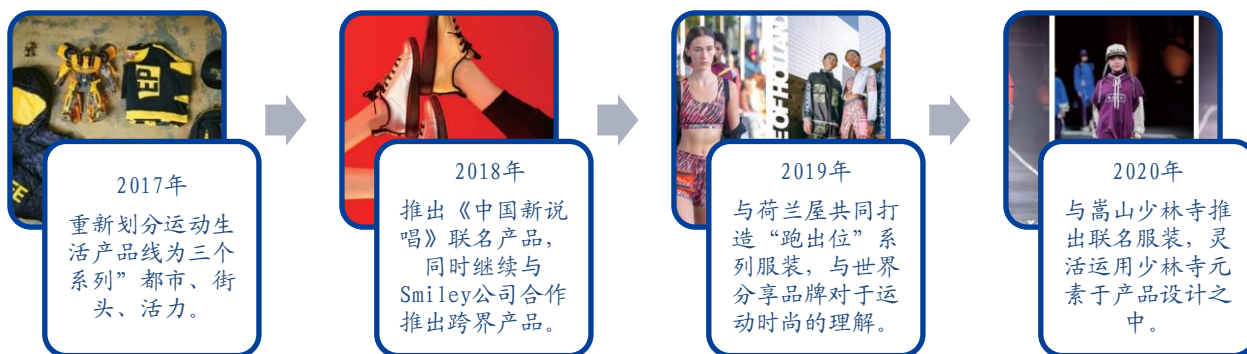 EP
E OF HOLLAND
2017年
重新划分运动生
活产品线为三个
系列”都市、街
头、活力。
2018年
推出《中国新说
唱》联名产品，
同时继续与
Smiley公司合作
推出跨界产品。
2019年
与荷兰屋共同打
造“跑出位”系
列服装，与世界
分享品牌对于运
动时尚的理解。
2020年
与嵩山少林寺推
出联名服装，灵
活运用少林寺元
素于产品设计之
中。